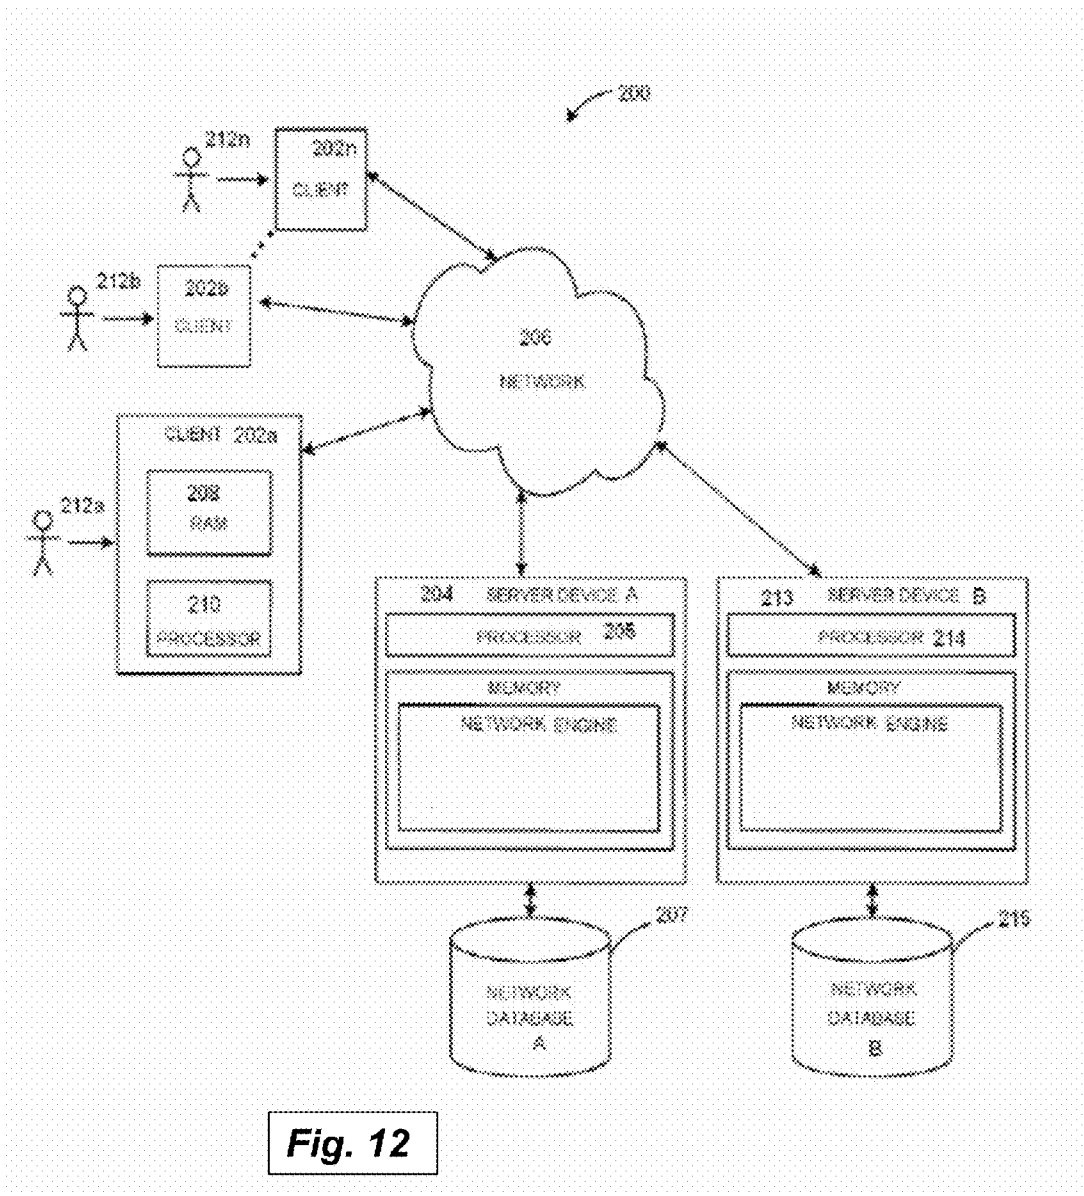 200
212n
202n
CLIENT
212b
202b
CLIENT
206
NETWORK
CLIENT 202a
208
RAM
212a
210
PROCESSOR
204 SERVER DEVICE A
PROCESSOR 205
MEMORY
NETWORK ENGINE
213 SERVER DEVICE B
PROCESSOR 214
MEMORY
NETWORK ENGINE
207
NETWORK
DATABASE
A
215
NETWORK
DATABASE
B
Fig. 12